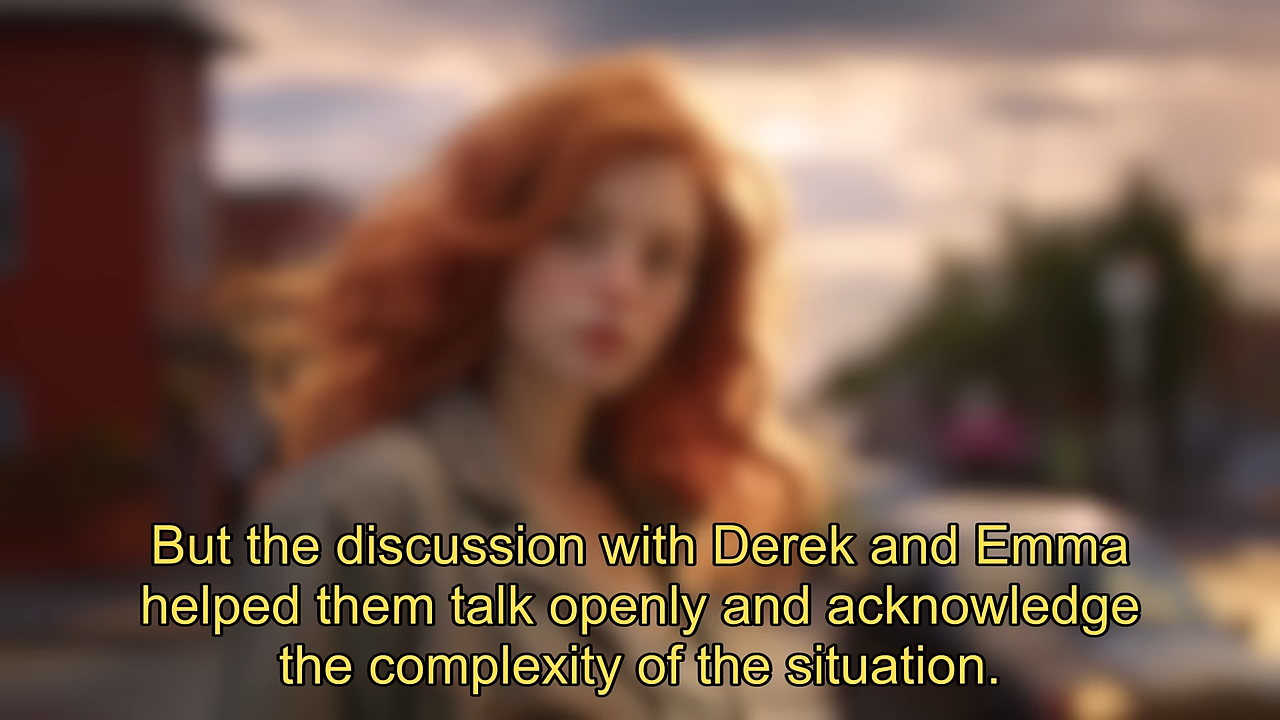 But the discussion with Derek and Emma
helped them talk openly and acknowledge
the complexity of the situation.